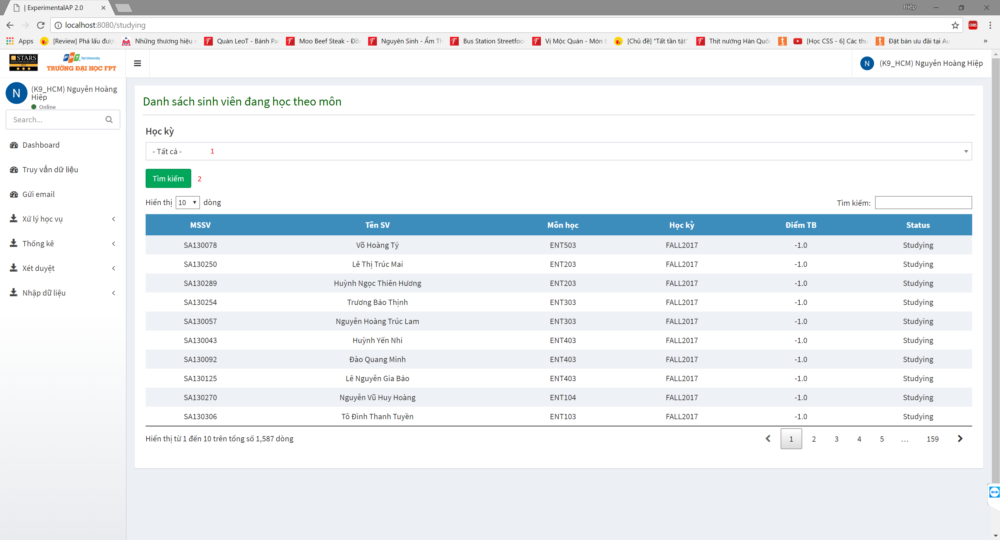 | ExperimentalAP 2.0
Hiệp
localhost:8080/studying
CORS
Apps
[Review] Phá lấu đượ
Những thương hiệu
Quán LeoT - Bánh
Moo Beef Steak -
Nguyên Sinh - Ẩm
Bus Station
Vị Mộc Quán - Món
[Chủ đề] “Tất tần tật”
Thịt nướng Hàn
[Học CSS - 6] Các
Đặt bàn ưu đãi tại
»
STARS
RATED FOR EXCELLENCE
2012
FPT. Fpt University
TRƯỜNG ĐẠI HỌC FPT
N (K9_HCM) Nguyễn Hoàng Hiệp
N
(K9_HCM) Nguyễn Hoàng
Hiệp
Online
Search...
Dashboard
Truy vấn dữ liệu
Gửi email
Xử lý học vụ
Thống kê
Xét duyệt
Nhập dữ liệu
Danh sách sinh viên đang học theo môn
Học kỳ
- Tất cả - 1
Tìm kiếm 2
Hiển thị 10 dòng
Tìm kiếm:
MSSV Tên SV Môn học Học kỳ Điểm TB Status
SA130078 Võ Hoàng Tỷ ENT503 FALL2017 -1.0 Studying
SA130250 Lê Thị Trúc Mai ENT203 FALL2017 -1.0 Studying
SA130289 Huỳnh Ngọc Thiên Hương ENT203 FALL2017 -1.0 Studying
SA130254 Trương Bảo Thịnh ENT303 FALL2017 -1.0 Studying
SA130057 Nguyễn Hoàng Trúc Lam ENT303 FALL2017 -1.0 Studying
SA130043 Huỳnh Yến Nhi ENT403 FALL2017 -1.0 Studying
SA130092 Đào Quang Minh ENT403 FALL2017 -1.0 Studying
SA130125 Lê Nguyễn Gia Bảo ENT403 FALL2017 -1.0 Studying
SA130270 Nguyễn Vũ Huy Hoàng ENT104 FALL2017 -1.0 Studying
SA130306 Tô Đình Thanh Tuyền ENT103 FALL2017 -1.0 Studying
Hiển thị từ 1 đến 10 trên tổng số 1,587 dòng
1 2 3 4 5 ... 159